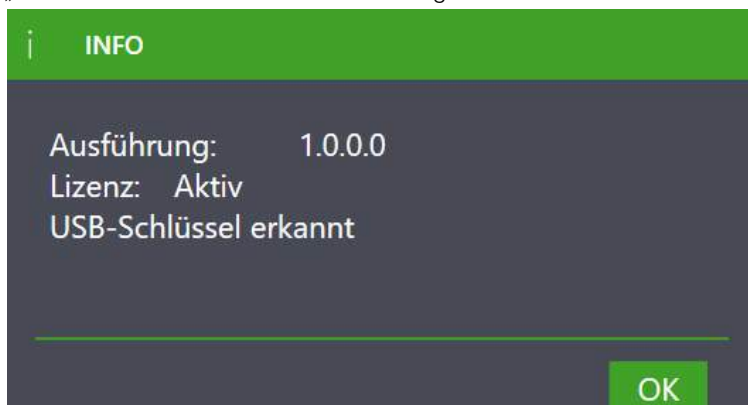 i INFO
Ausführung: 1.0.0.0
Lizenz: Aktiv
USB-Schlüssel erkannt
OK